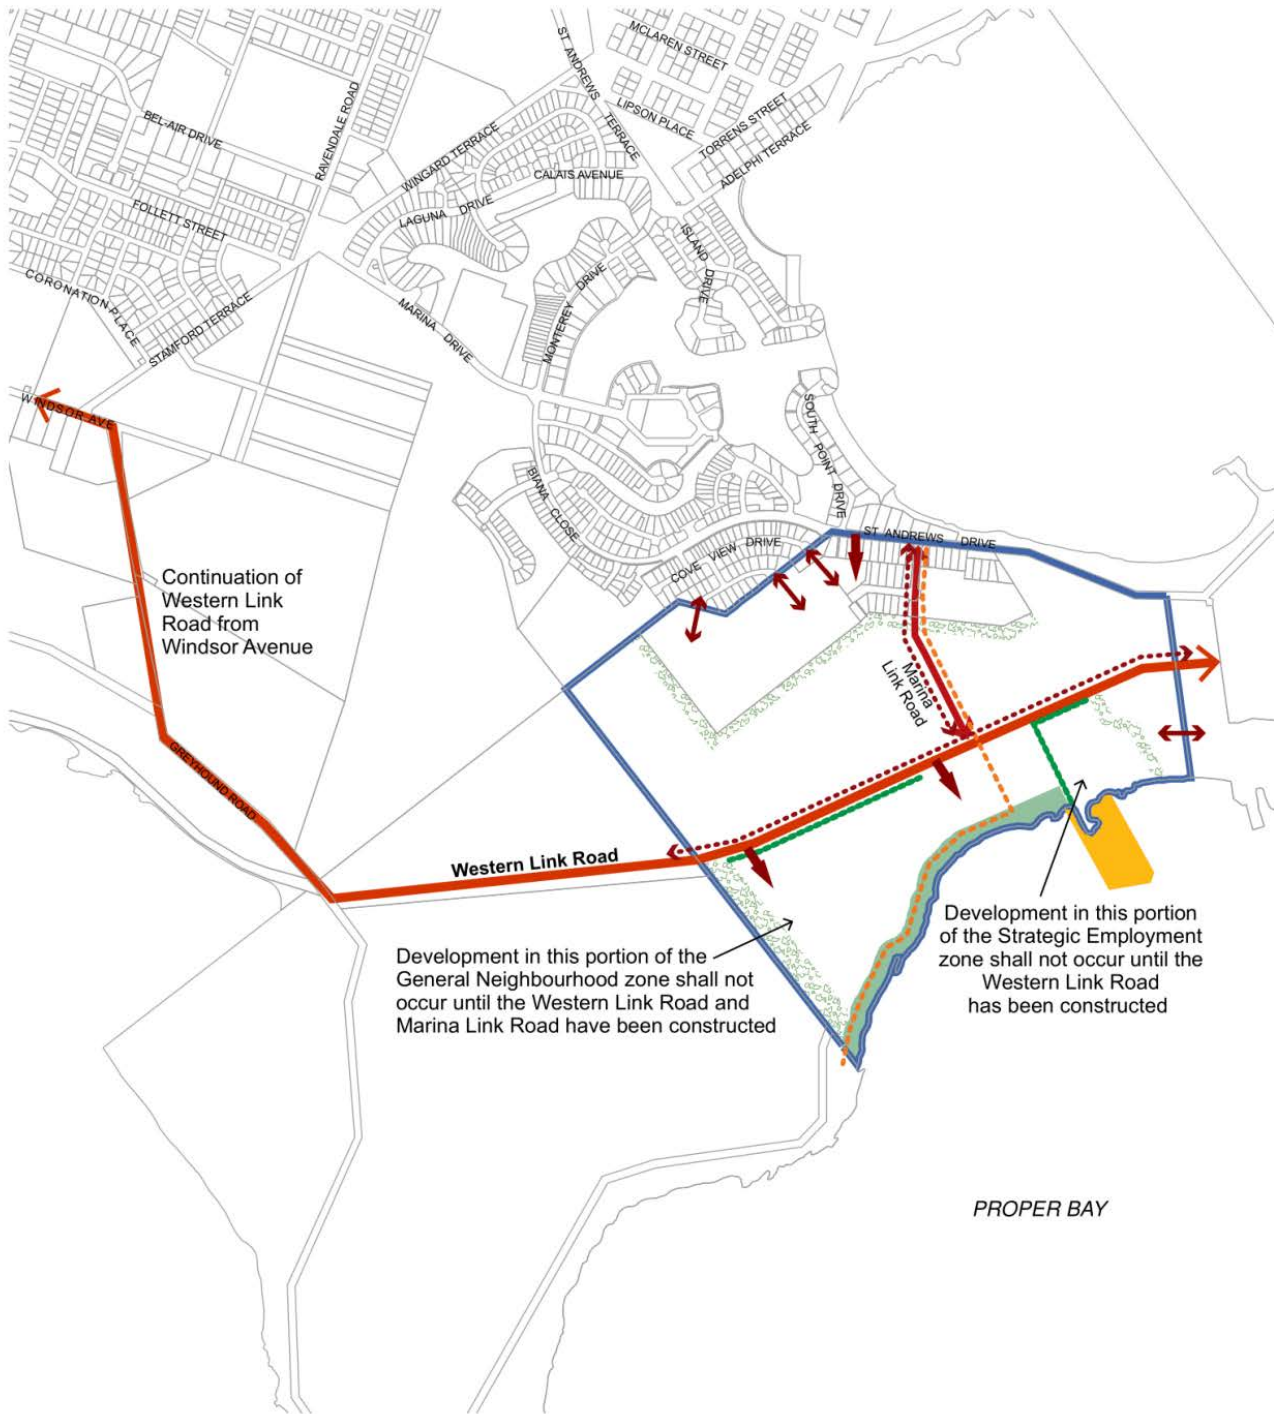 MCLAREN STREET
ST ANDREWS TERRACE
LIPSON PLACE
TORRENS STREET
ADELPHI TERRACE
BEL-AIR DRIVE
RAVENDALE ROAD
WINGARD TERRACE
CALAIS AVENUE
LAGUNA DRIVE
FOLLETT STREET
ISLAND DRIVE
CORONATION PLACE
STAMFORD TERRACE
MARINA DRIVE
MONTEREY DRIVE
WINDSOR AVE
SOUTH POINT DRIVE
BIANA CLOSE
ST ANDREWS DRIVE
COVE VIEW DRIVE
Continuation of
Western Link
Road from
Windsor Avenue
Marina
Link Road
GREYHOUND ROAD
Western Link Road
Development in this portion of the
General Neighbourhood zone shall not
occur until the Western Link Road and
Marina Link Road have been constructed
Development in this portion
of the Strategic Employment
zone shall not occur until the
Western Link Road
has been constructed
PROPER BAY